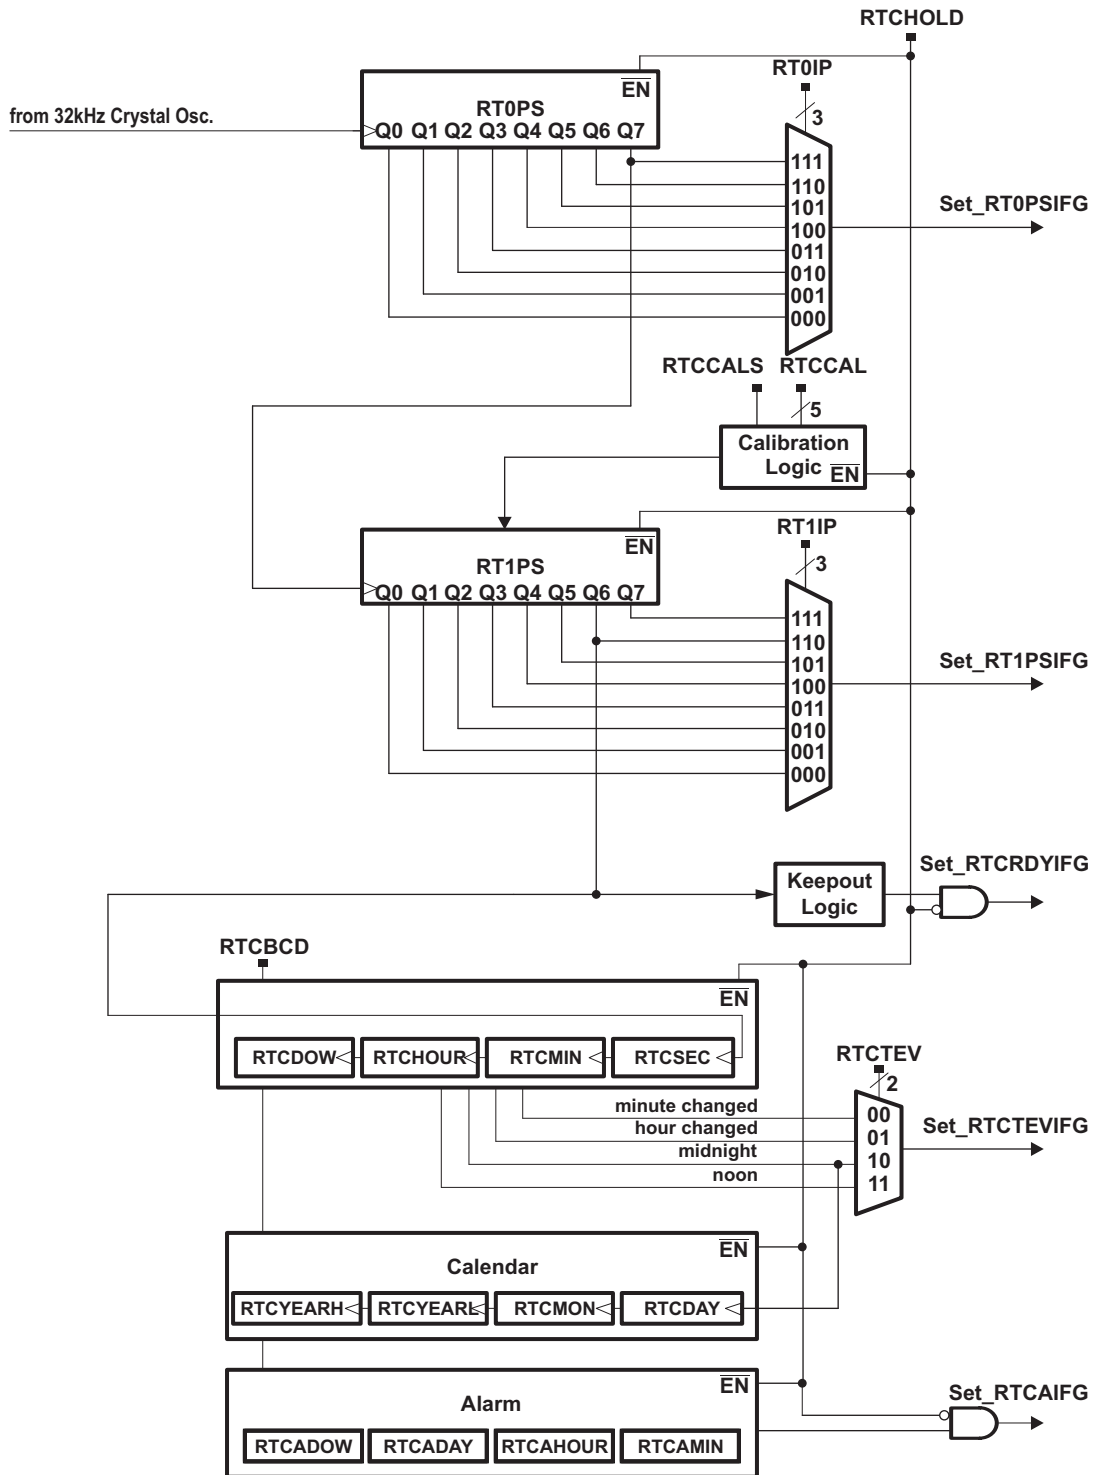 RTCHOLD
RT0IP
EN
from 32kHz Crystal Osc.
RT0PS
3
Q0 Q1 Q2 Q3 Q4 Q5 Q6 Q7
111
110
101
100
011
010
001
000
Set_RT0PSIFG
RTCCALS RTCCAL
5
Calibration
Logic EN
RT1IP
EN
RT1PS
3
Q0 Q1 Q2 Q3 Q4 Q5 Q6 Q7
111
110
101
100
011
010
001
000
Set_RT1PSIFG
Set_RTCRDYIFG
Keepout
Logic
RTCBCD
EN
RTCDOW RTCHOUR RTCMIN RTCSEC
RTCTEV
2
minute changed
hour changed
midnight
noon
00
01
10
11
Set_RTCTEVIFG
EN
Calendar
RTCYEARH RTCYEARL RTCMON RTCDAY
EN
Alarm
Set_RTCAIFG
RTCADOW RTCADAY RTCAHOUR RTCAMIN